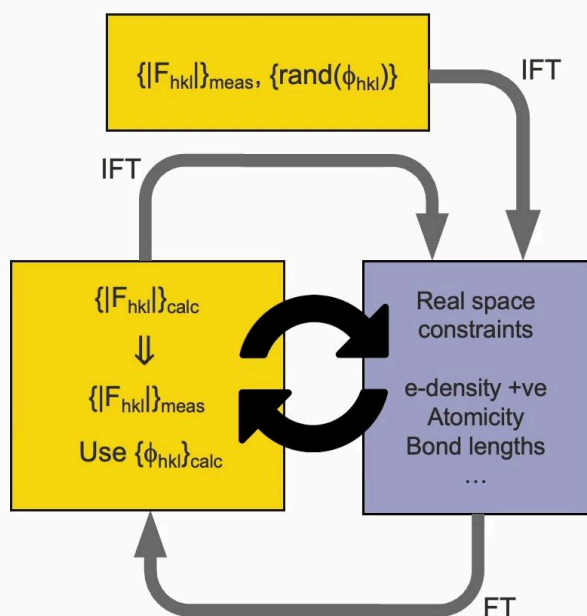 {|F_hkl|}_meas, {rand(ϕ_hkl)}
IFT
IFT
{|F_hkl|}_calc
⇓
{|F_hkl|}_meas
Use {ϕ_hkl}_calc
Real space
constraints
e-density +ve
Atomicity
Bond lengths
...
FT